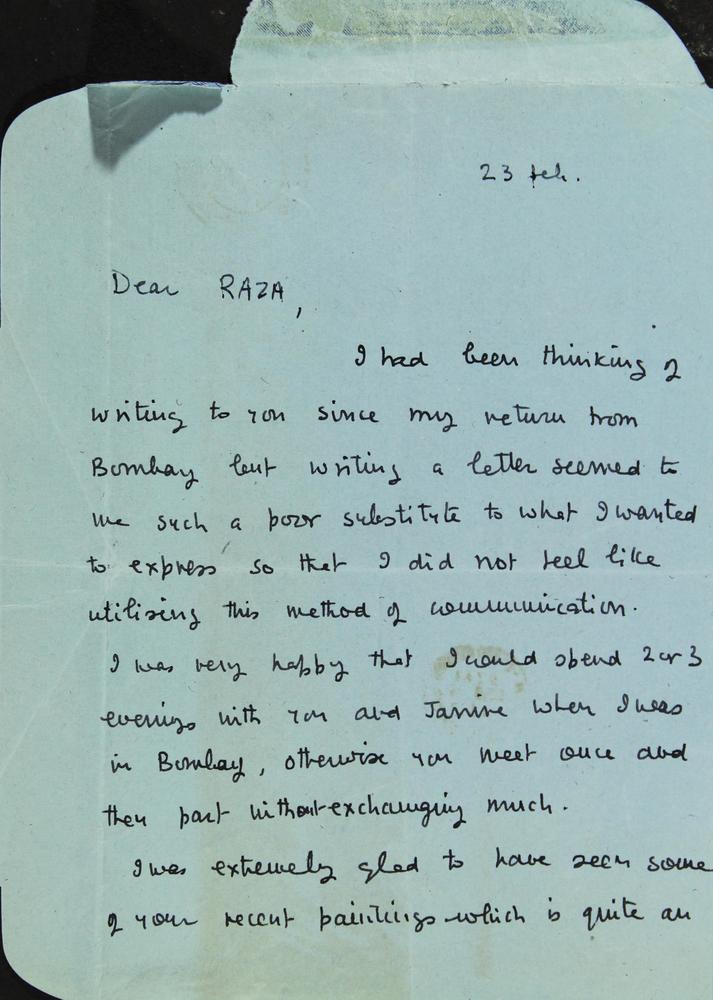 23 Feb.
Dear RAZA,
I had been thinking of
writing to you since my return from
Bombay but writing a letter seemed to
me such a poor substitute to what I wanted
to express so that I did not feel like
utilising this method of communication.
I was very happy that I could spend 2 or 3
evenings with you and Janine when I was
in Bombay, otherwise you meet once and
then part without exchanging much.
I was extremely glad to have seen some
of your recent paintings which is quite an